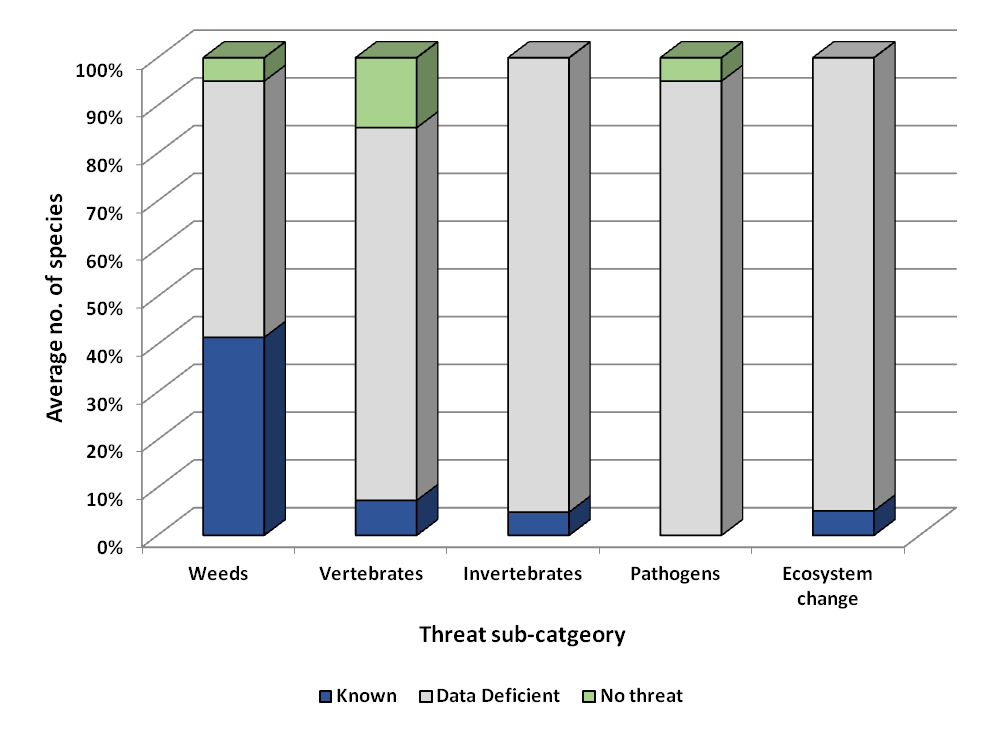 100%
90%
80%
70%
60%
50%
40%
30%
20%
10%
0%
Average no. of species
Weeds
Vertebrates
Invertebrates
Pathogens
Ecosystem
change
Threat sub-catgeory
Known
Data Deficient
No threat